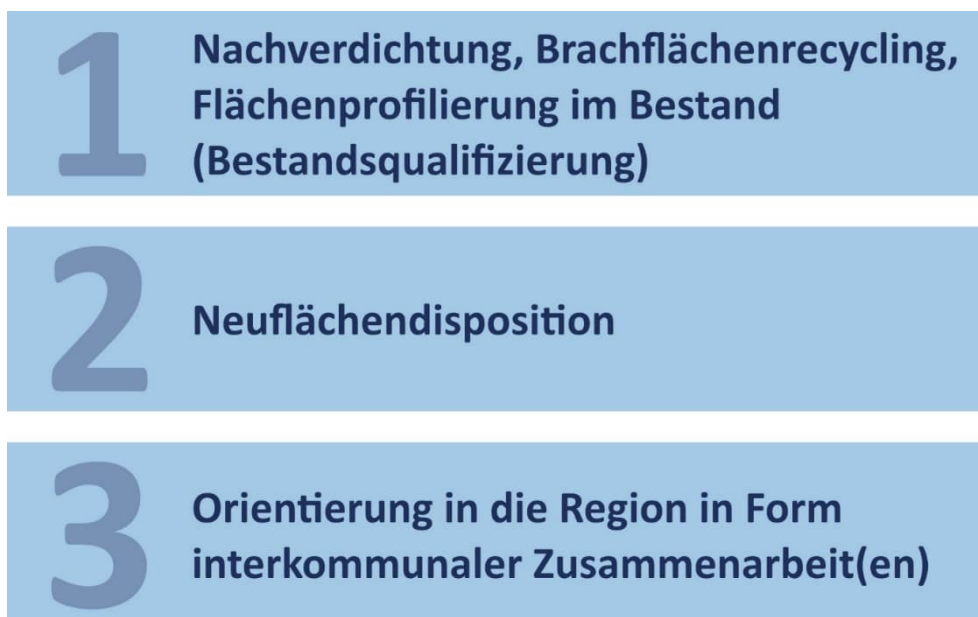 1
Nachverdichtung, Brachflächenrecycling,
Flächenprofilierung im Bestand
(Bestandsqualifizierung)
2
Neuflächendisposition
3
Orientierung in die Region in Form
interkommunaler Zusammenarbeit(en)